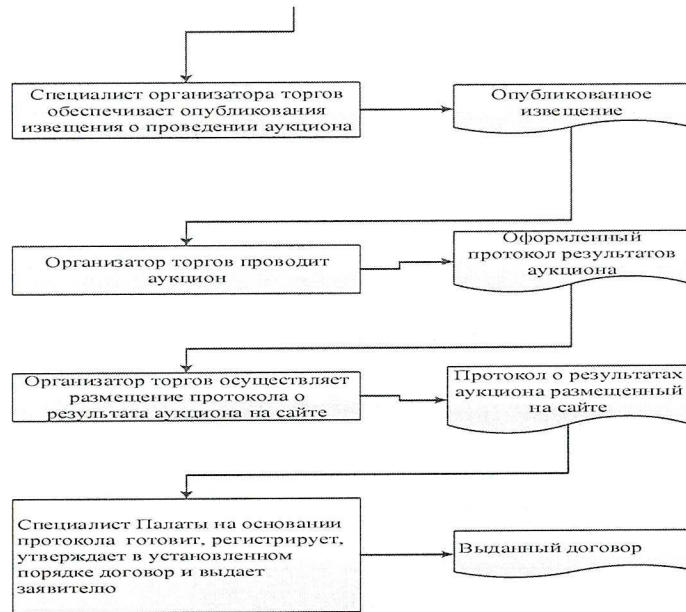 Специалист организатора торгов
обеспечивает опубликования
извещения о проведении аукциона
Опубликованное
извещение
Организатор торгов проводит
аукцион
Оформленный
протокол результатов
аукциона
Организатор торгов осуществляет
размещение протокола о
результата аукциона на сайте
Протокол о результатах
аукциона размещенный
на сайте
Специалист Палаты на основании
протокола готовит, регистрирует,
утверждает в установленном
порядке договор и выдает
заявителю
Выданный договор